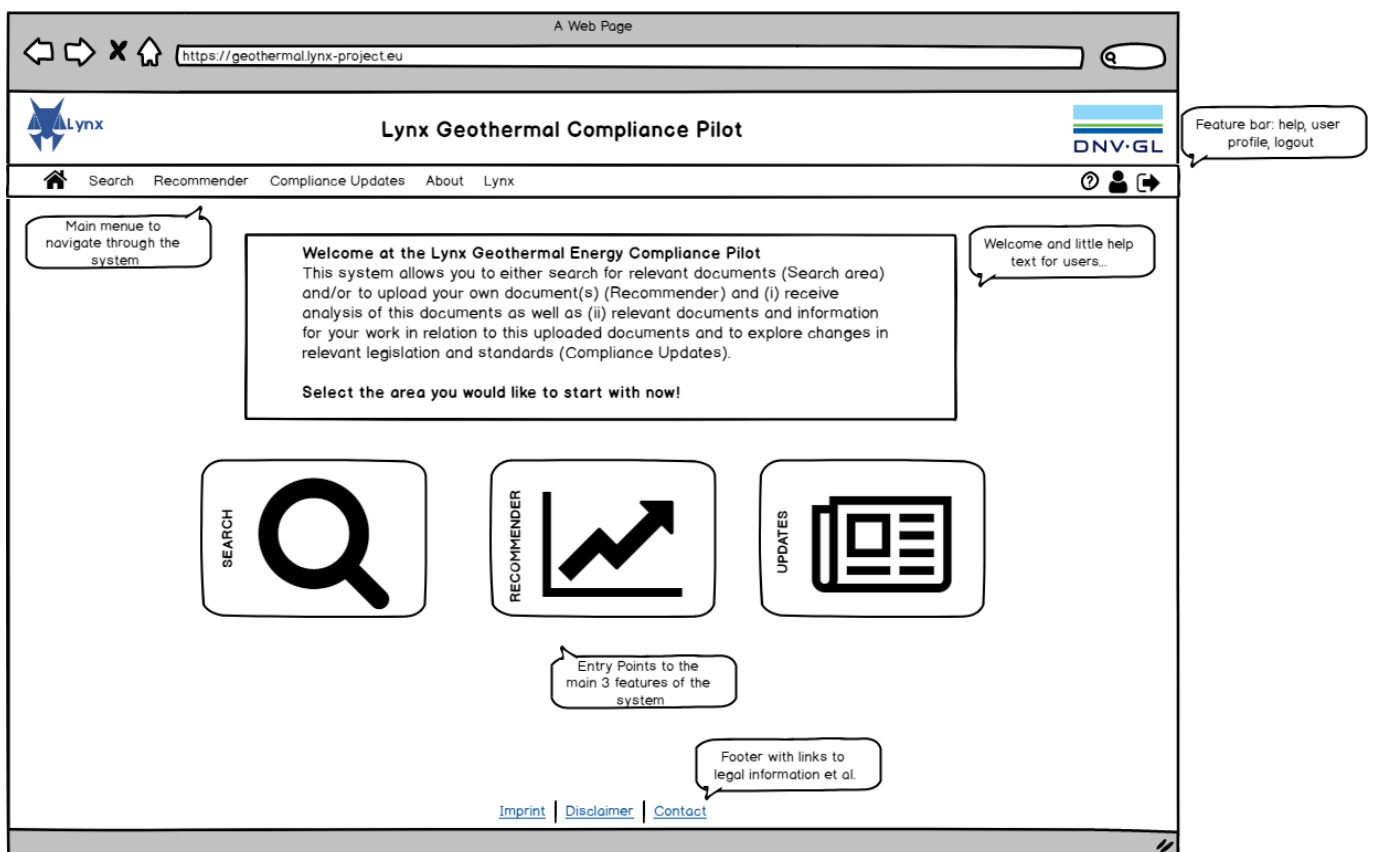 A Web Page
https://geothermal.lynx-project.eu
Lynx
Lynx Geothermal Compliance Pilot
DNV·GL
Feature bar: help, user
profile, logout
Search Recommender Compliance Updates About Lynx
Main menue to
navigate through the
system
Welcome and little help
text for users...
Welcome at the Lynx Geothermal Energy Compliance Pilot
This system allows you to either search for relevant documents (Search area)
and/or to upload your own document(s) (Recommender) and (i) receive
analysis of this documents as well as (ii) relevant documents and information
for your work in relation to this uploaded documents and to explore changes in
relevant legislation and standards (Compliance Updates).
Select the area you would like to start with now!
SEARCH
RECOMMENDER
UPDATES
Entry Points to the
main 3 features of the
system
Footer with links to
legal information et al.
Imprint | Disclaimer | Contact